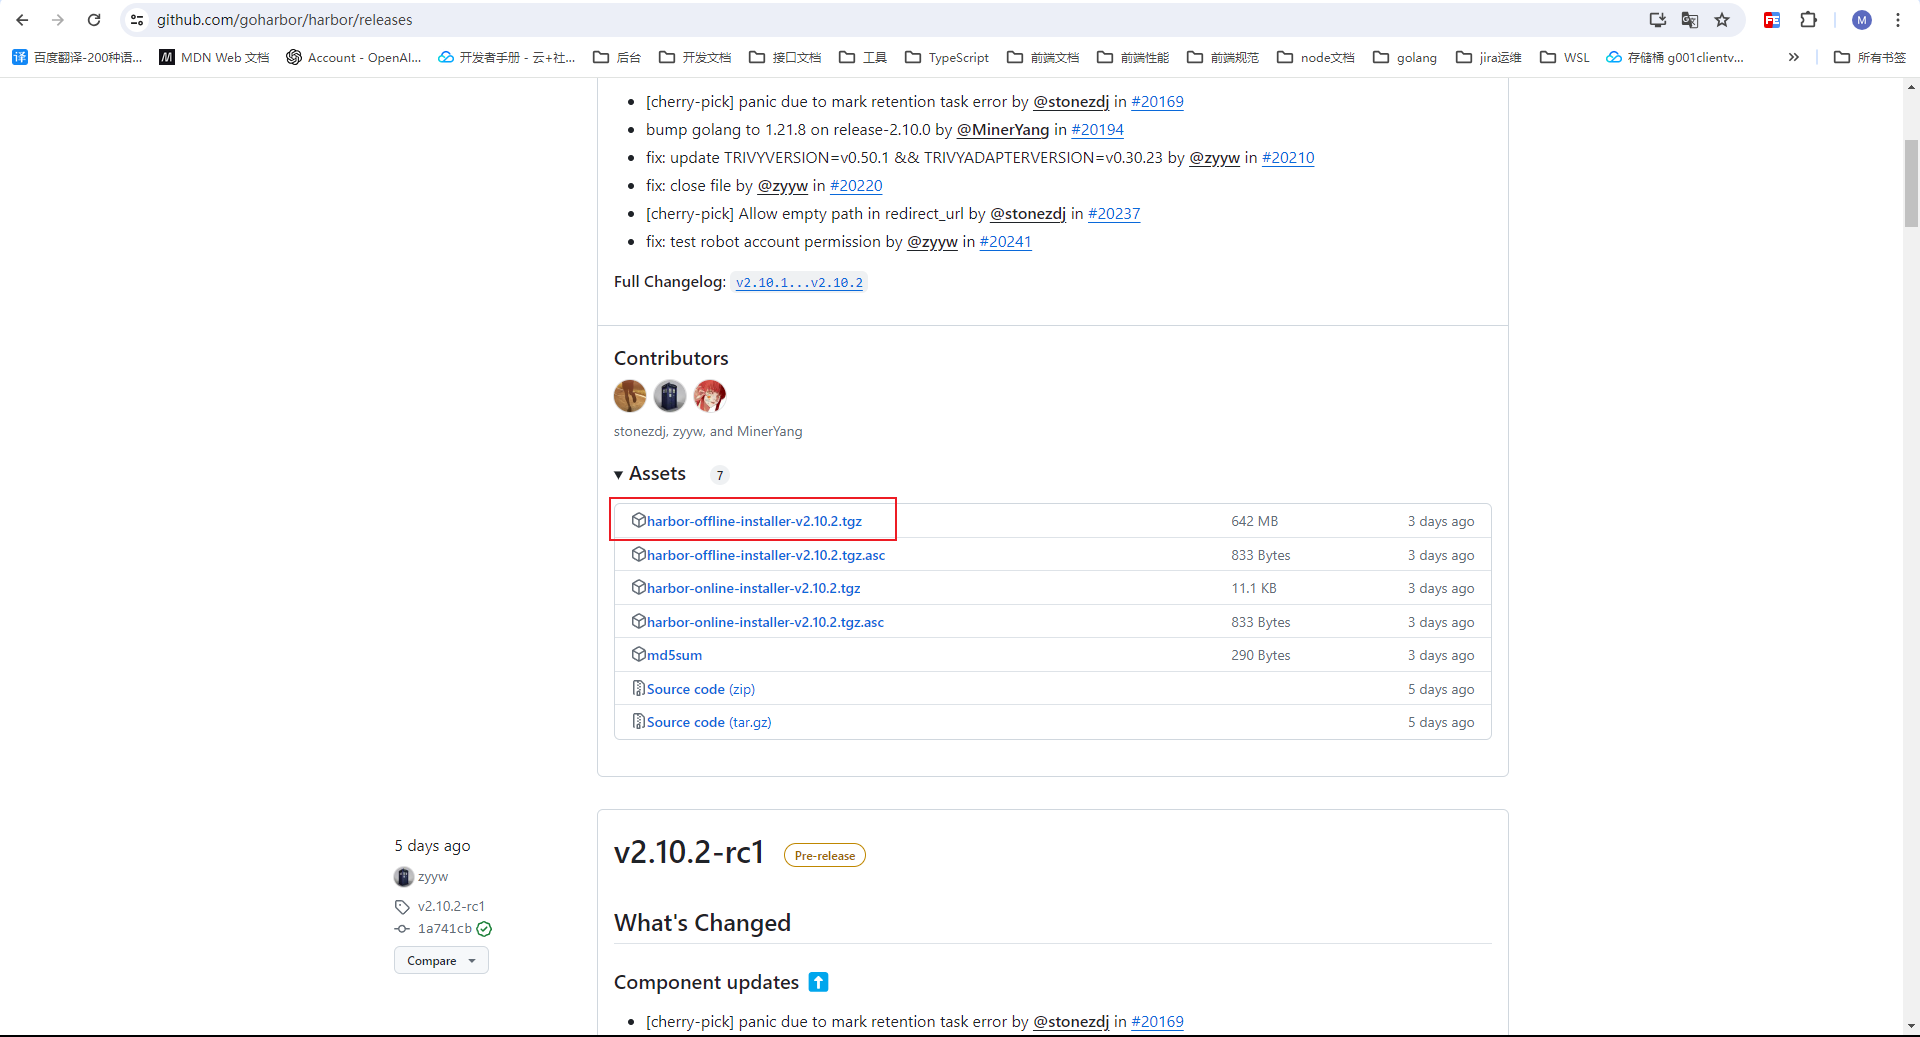 github.com/goharbor/harbor/releases
M
译 百度翻译-200种语... MDN Web 文档 Account - OpenAI... 开发者手册 - 云+社... 后台 开发文档 接口文档 工具 TypeScript 前端文档 前端性能 前端规范 node文档 golang jira运维 WSL 存储桶 g001clientv... » 所有书签
[cherry-pick] panic due to mark retention task error by @stonezdj in #20169
bump golang to 1.21.8 on release-2.10.0 by @MinerYang in #20194
fix: update TRIVYVERSION=v0.50.1 && TRIVYADAPTERVERSION=v0.30.23 by @zyyw in #20210
fix: close file by @zyyw in #20220
[cherry-pick] Allow empty path in redirect_url by @stonezdj in #20237
fix: test robot account permission by @zyyw in #20241
Full Changelog: v2.10.1...v2.10.2
Contributors
stonezdj, zyyw, and MinerYang
Assets 7
harbor-offline-installer-v2.10.2.tgz 642 MB 3 days ago
harbor-offline-installer-v2.10.2.tgz.asc 833 Bytes 3 days ago
harbor-online-installer-v2.10.2.tgz 11.1 KB 3 days ago
harbor-online-installer-v2.10.2.tgz.asc 833 Bytes 3 days ago
md5sum 290 Bytes 3 days ago
Source code (zip) 5 days ago
Source code (tar.gz) 5 days ago
5 days ago
zyyw
v2.10.2-rc1
1a741cb
Compare
v2.10.2-rc1 Pre-release
What's Changed
Component updates
[cherry-pick] panic due to mark retention task error by @stonezdj in #20169